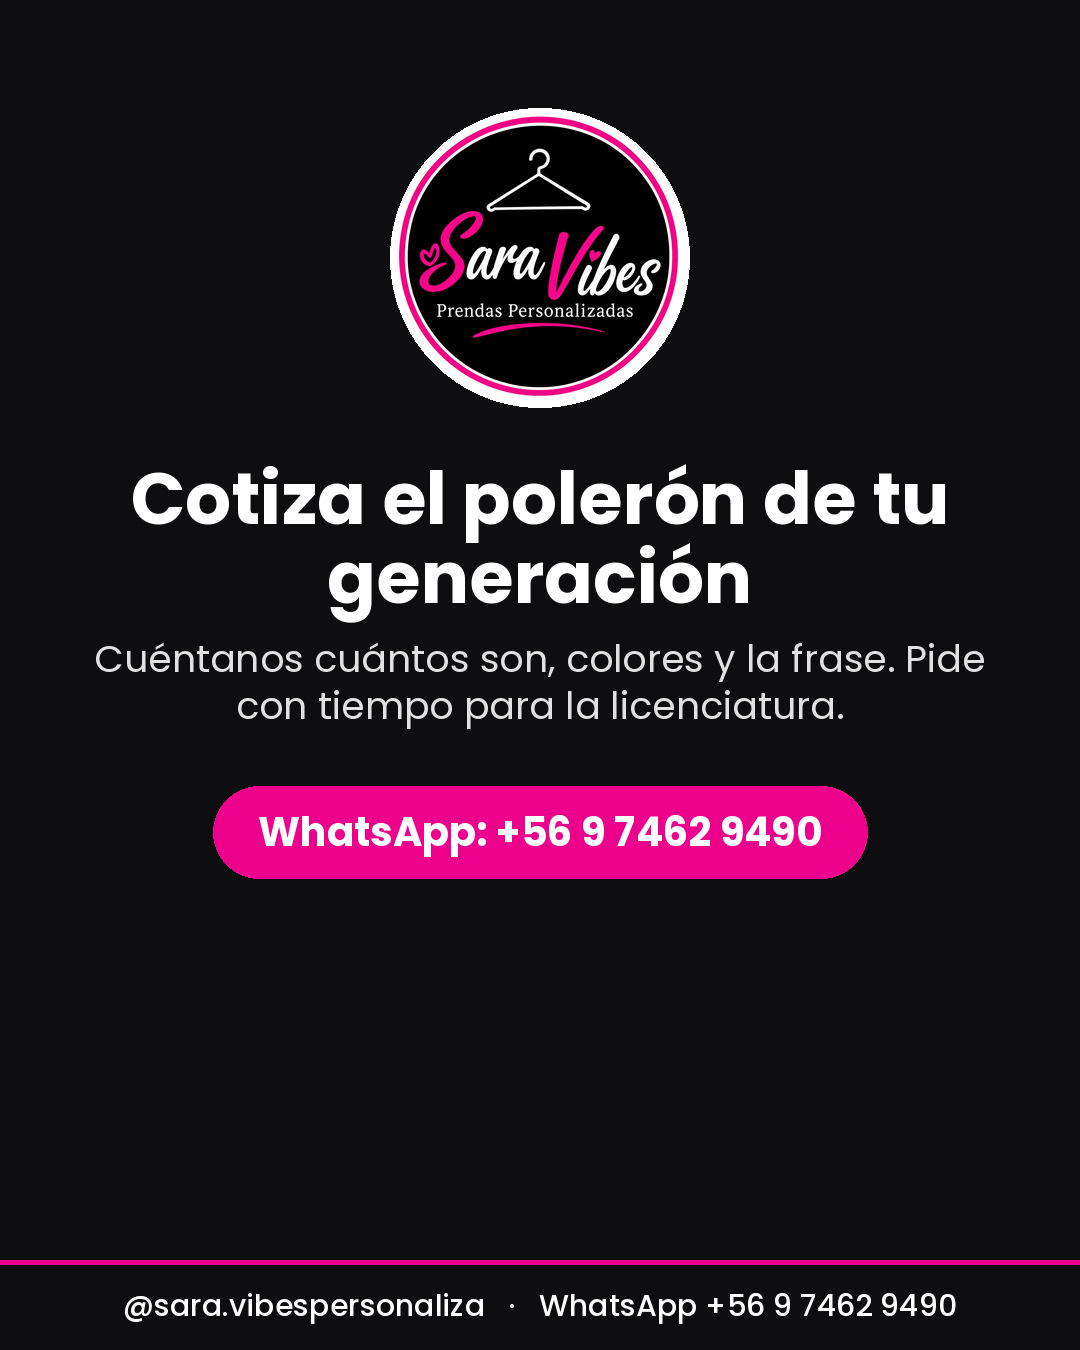 Sara Vibes
Prendas Personalizadas
Cotiza el polerón de tu
generación
Cuéntanos cuántos son, colores y la frase. Pide
con tiempo para la licenciatura.
WhatsApp: +56 9 7462 9490
@sara.vibespersonaliza · WhatsApp +56 9 7462 9490